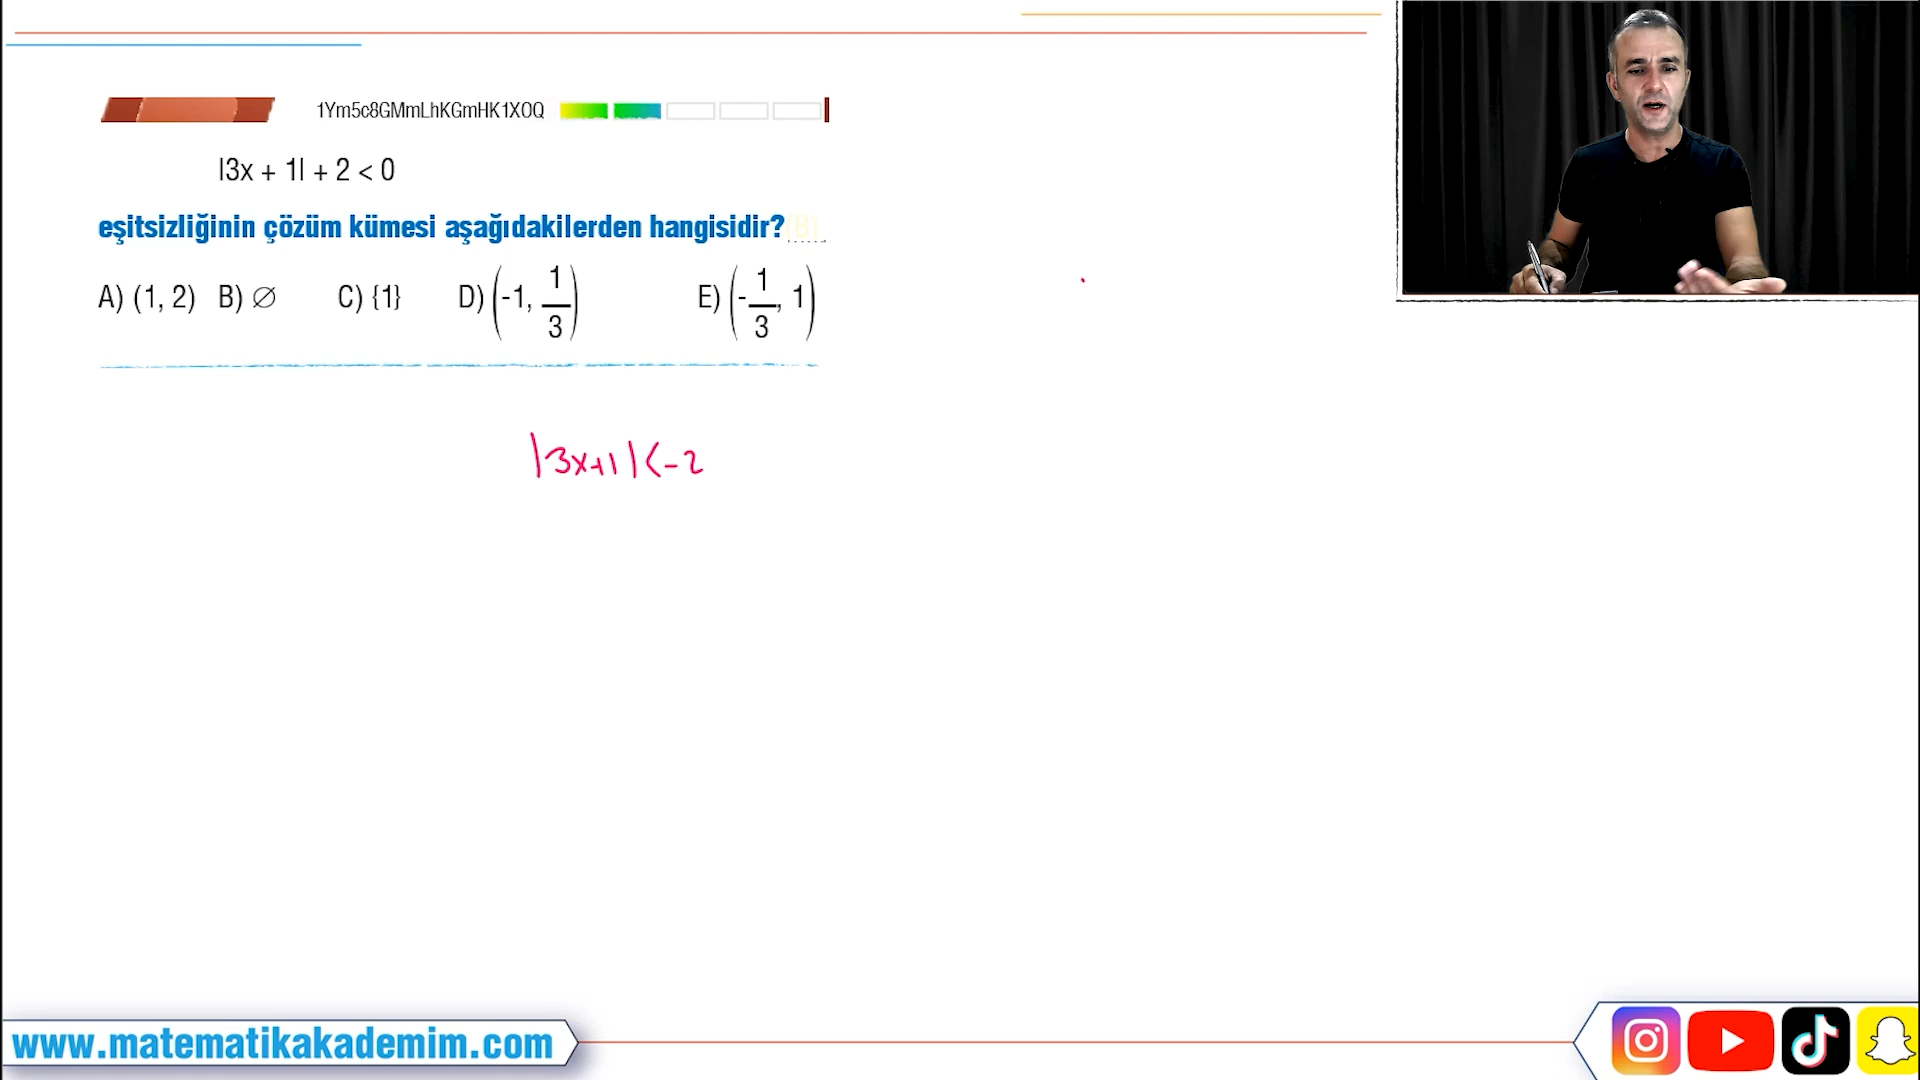 1Ym5c8GMmLhKGmHK1XOQ
|3x + 1| + 2 < 0
eşitsizliğinin çözüm kümesi aşağıdakilerden hangisidir? (B)
A) (1, 2) B) ∅ C) {1} D) (-1, 1/3) E) (-1/3, 1)
|3x+1|<-2
www.matematikakademim.com